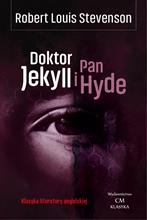 Robert Louis Stevenson
Doktor Pan
Jekyll i Hyde
Klasyka literatury angielskiej
Wydawnictwo
CM
KLASYKA